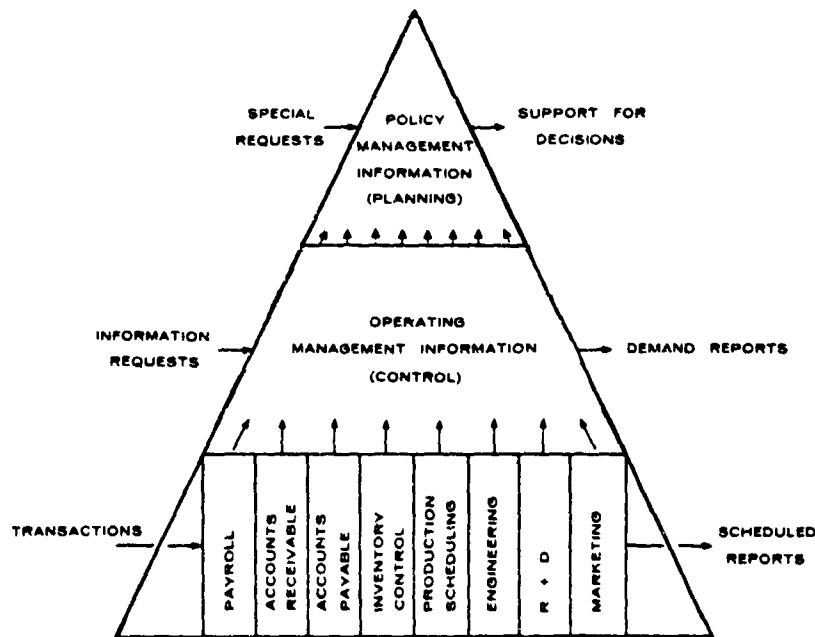 SPECIAL
REQUESTS
POLICY
MANAGEMENT
INFORMATION
(PLANNING)
SUPPORT FOR
DECISIONS
INFORMATION
REQUESTS
OPERATING
MANAGEMENT INFORMATION
(CONTROL)
DEMAND REPORTS
TRANSACTIONS
PAYROLL
ACCOUNTS
RECEIVABLE
ACCOUNTS
PAYABLE
INVENTORY
CONTROL
PRODUCTION
SCHEDULING
ENGINEERING
R + D
MARKETING
SCHEDULED
REPORTS